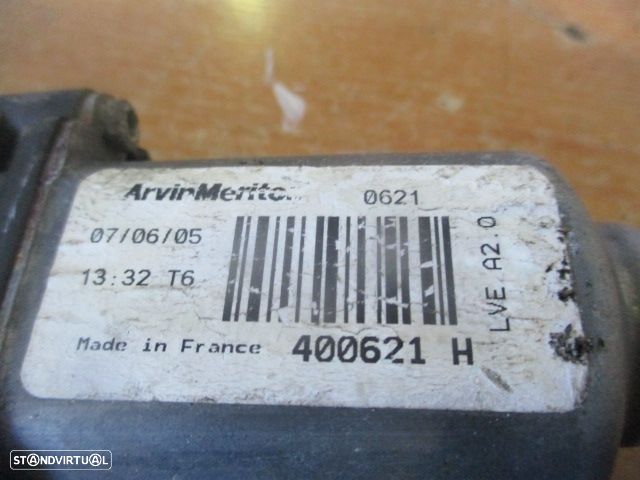 ArvinMeritor 0621
07/06/05
13:32 T6
Made in France 400621 H
LVE A2.0
STANDVIRTUAL